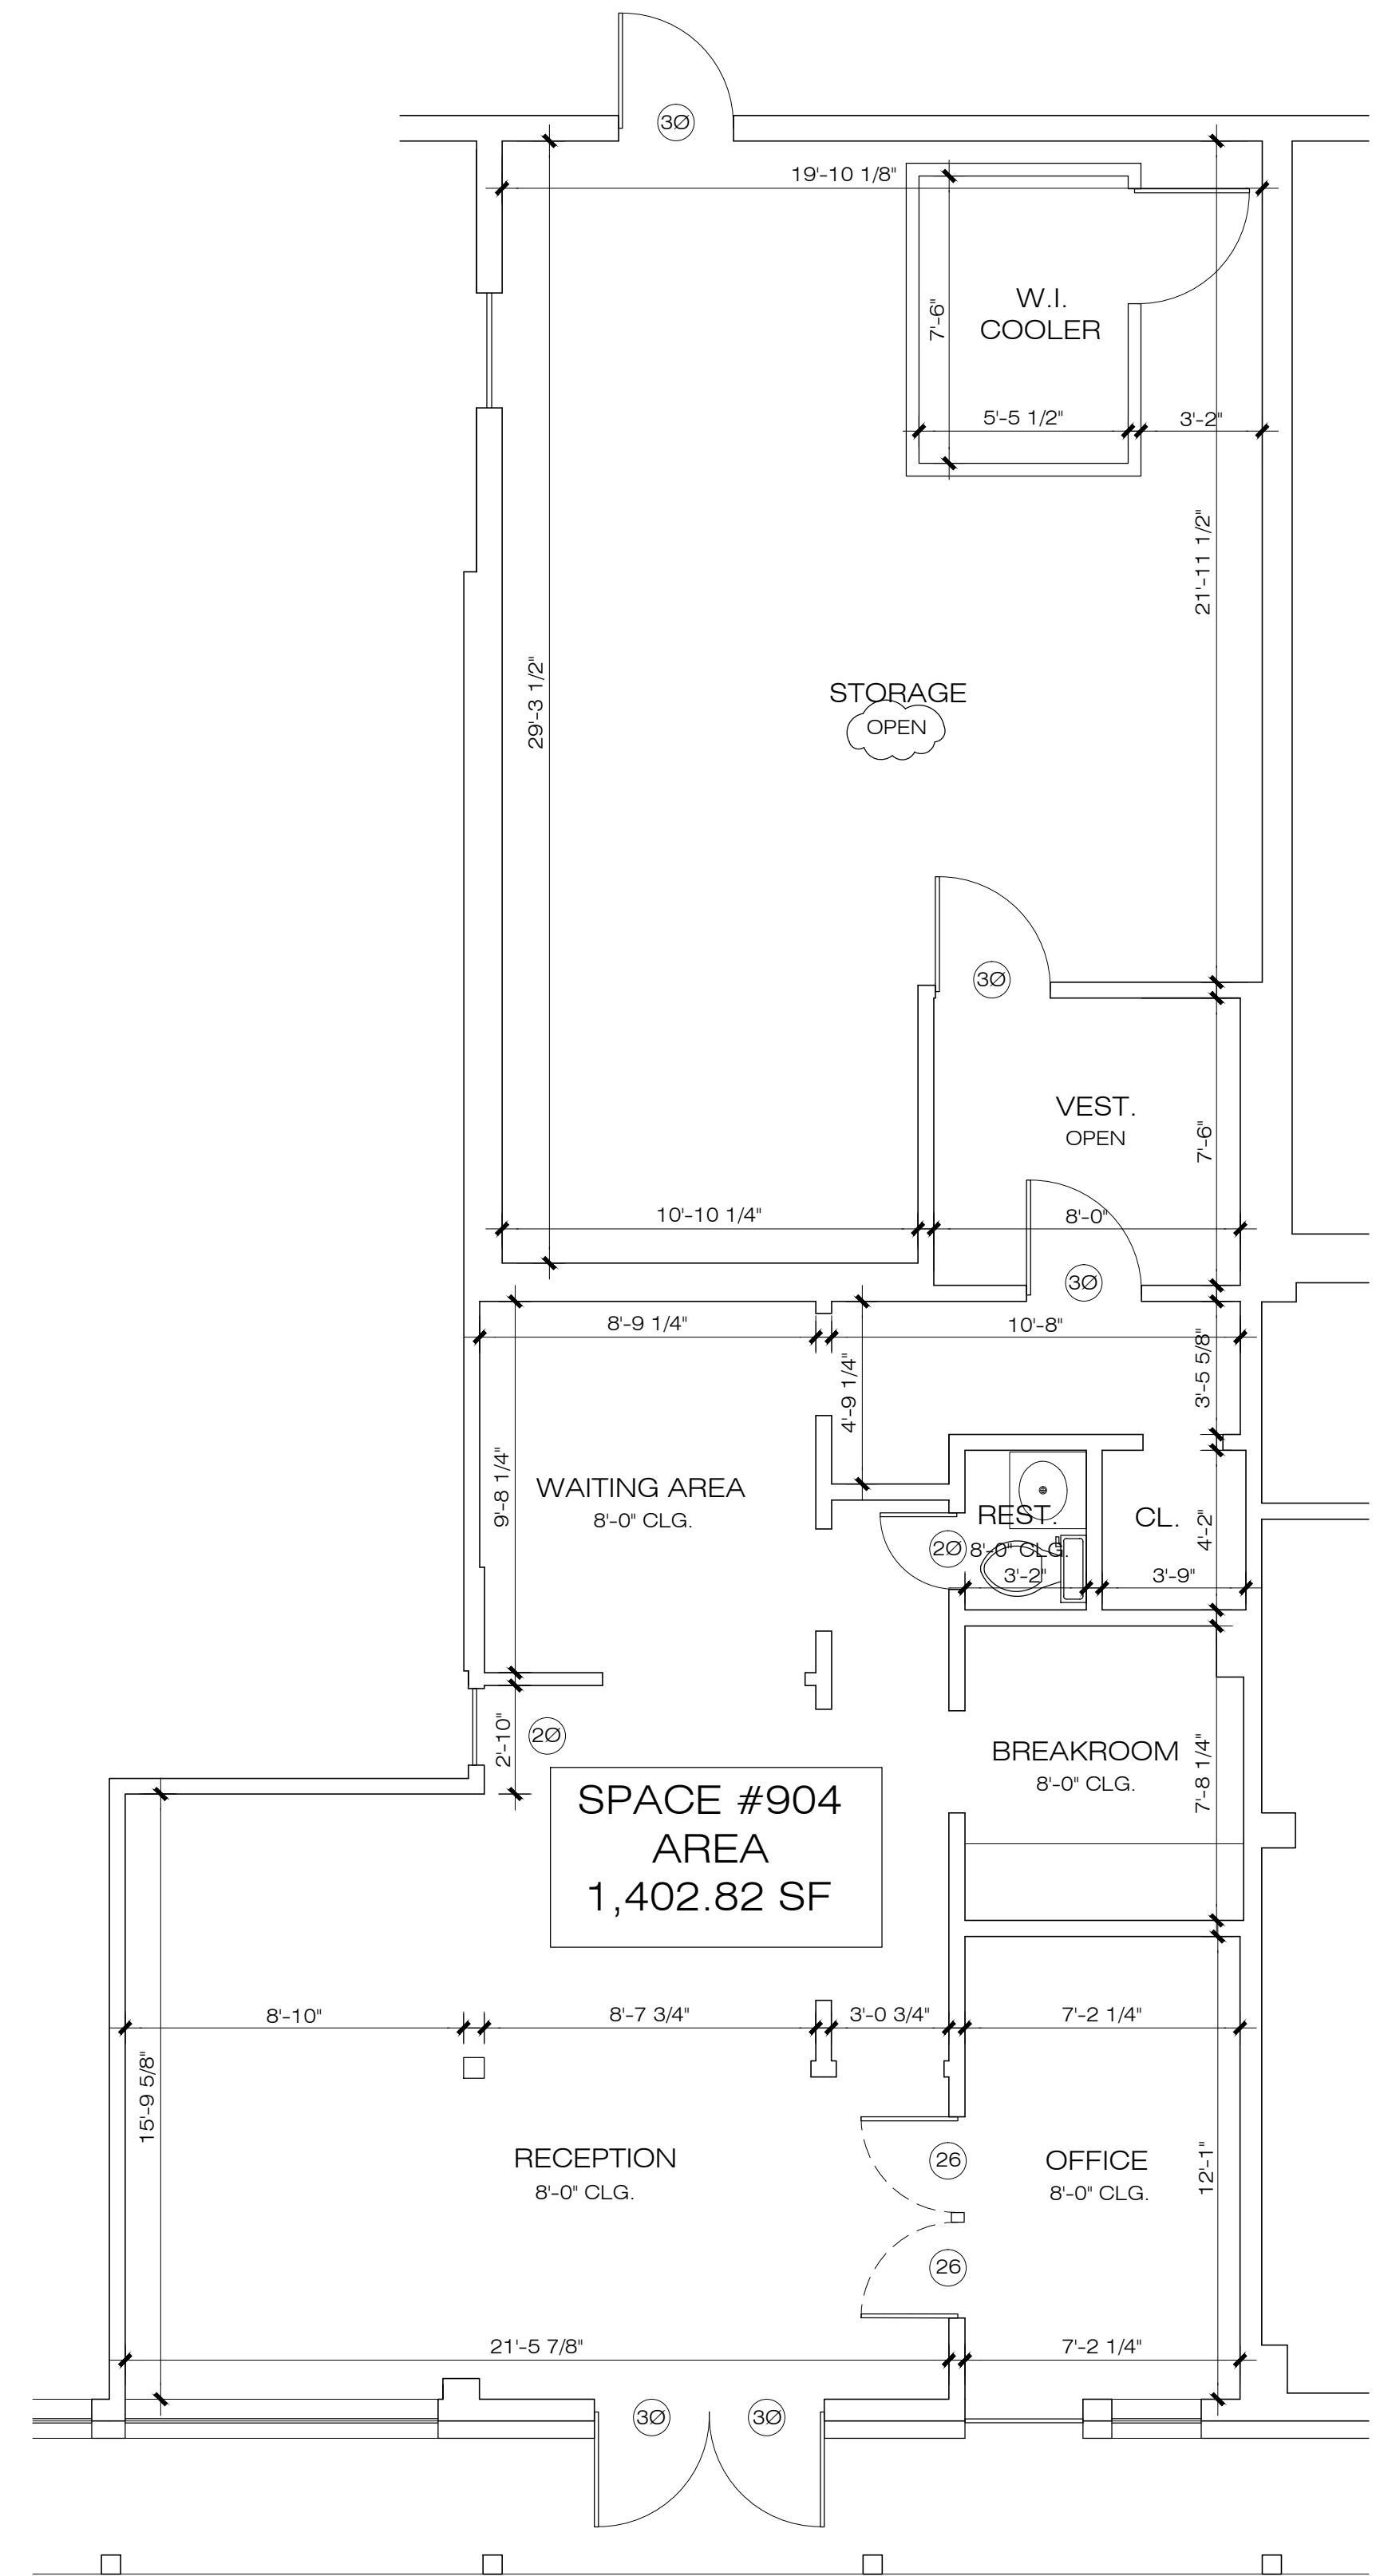 3Ø
19'-10 1/8"
W.I.
COOLER
7'-6"
5'-5 1/2"
3'-2"
21'-11 1/2"
29'-3 1/2"
STORAGE
OPEN
3Ø
VEST.
OPEN
7'-6"
10'-10 1/4"
8'-0"
3Ø
8'-9 1/4"
10'-8"
3'-5 5/8"
4'-9 1/4"
9'-8 1/4"
WAITING AREA
8'-0" CLG.
REST.
8'-0" CLG.
CL.
4'-2"
2Ø
3'-2"
3'-9"
2'-10"
2Ø
BREAKROOM
8'-0" CLG.
7'-8 1/4"
SPACE #904
AREA
1,402.82 SF
8'-10"
8'-7 3/4"
3'-0 3/4"
7'-2 1/4"
15'-9 5/8"
RECEPTION
8'-0" CLG.
26
OFFICE
8'-0" CLG.
12'-1"
26
21'-5 7/8"
7'-2 1/4"
3Ø
3Ø